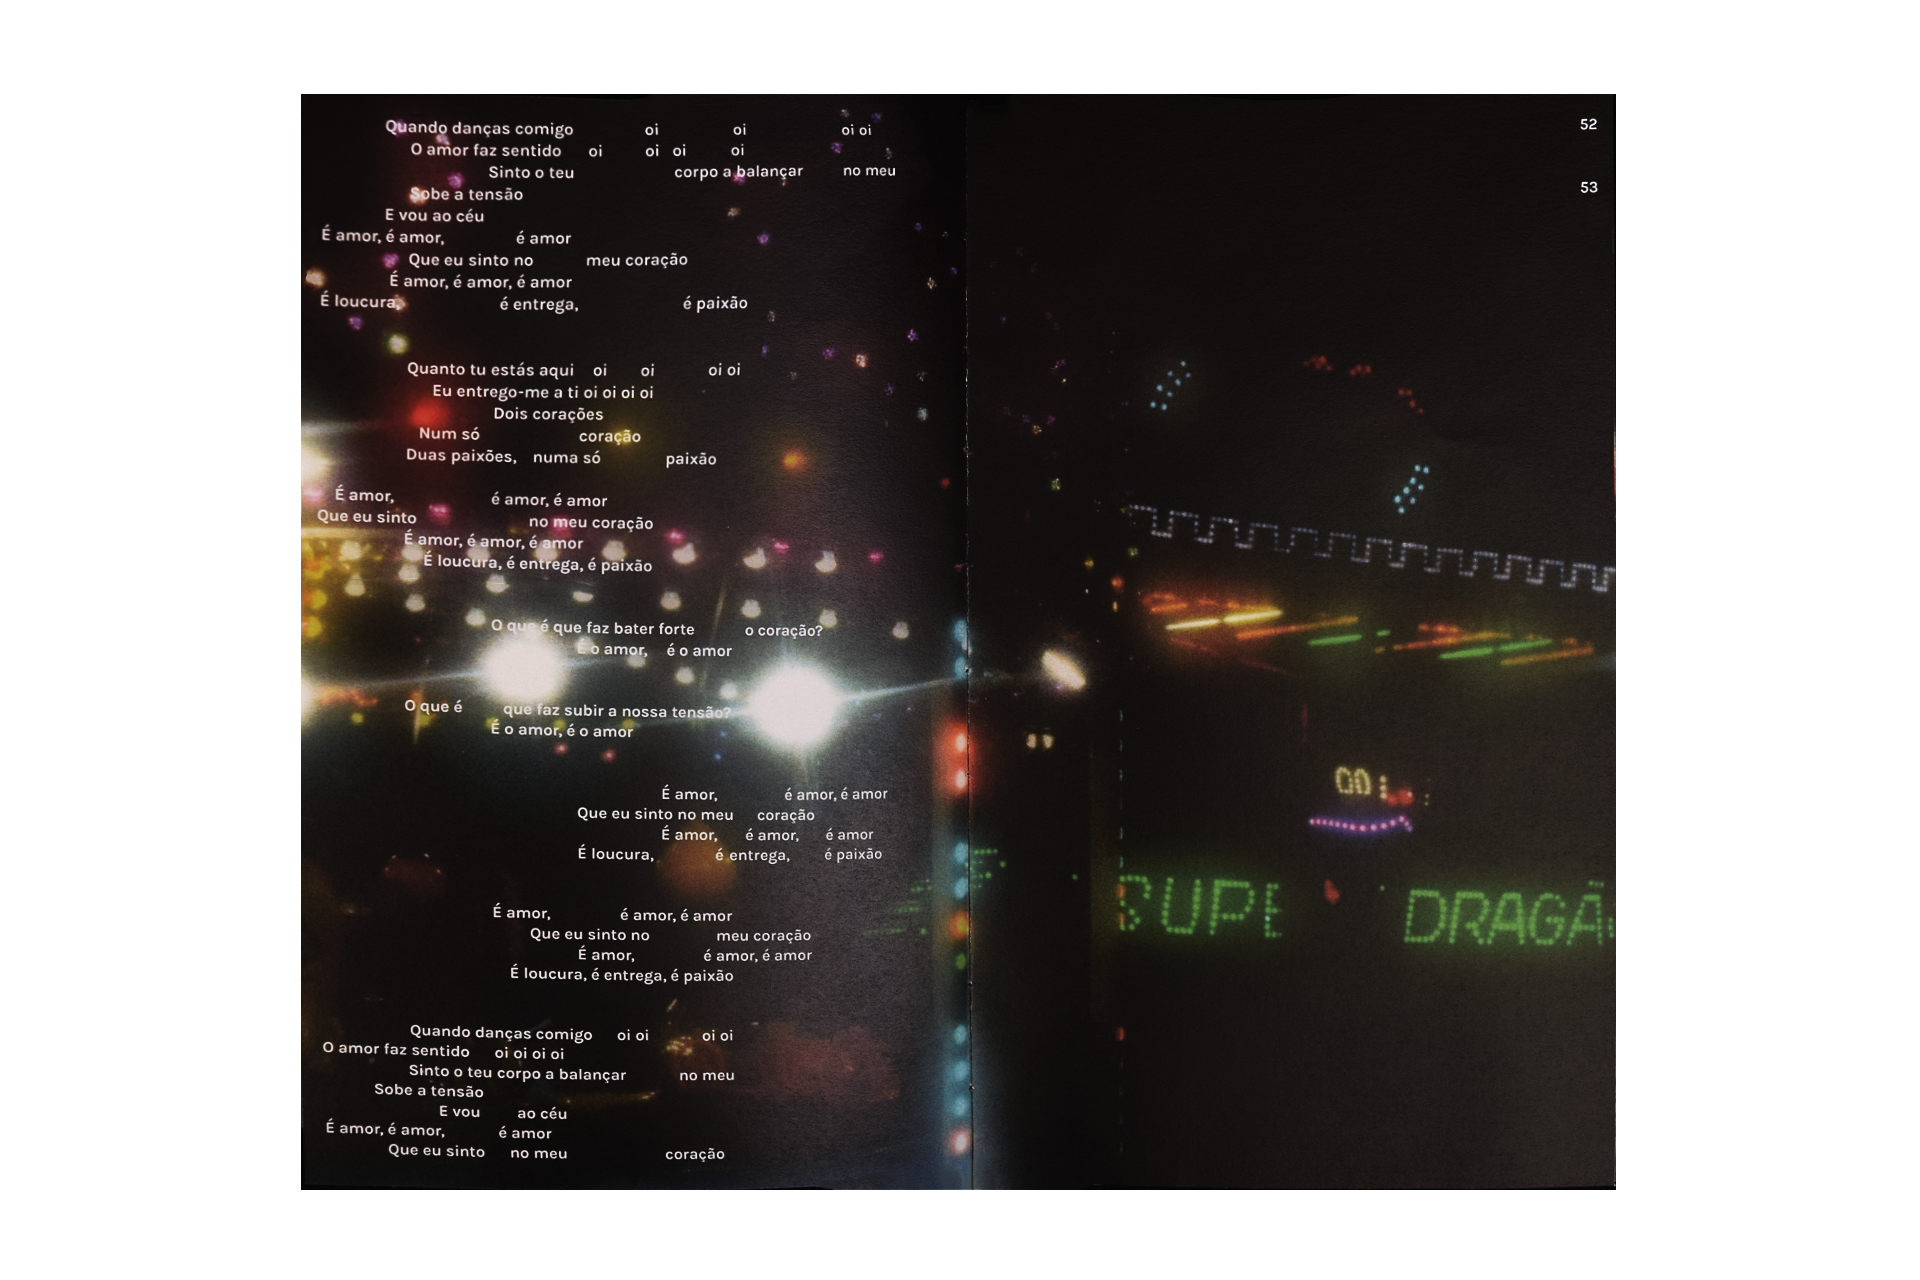 Quando danças comigo oi oi oi oi
O amor faz sentido oi oi oi oi
Sinto o teu corpo a balançar no meu
Sobe a tensão
E vou ao céu
É amor, é amor, é amor
Que eu sinto no meu coração
É amor, é amor, é amor
É loucura, é entrega, é paixão
Quanto tu estás aqui oi oi oi oi
Eu entrego-me a ti oi oi oi oi
Dois corações
Num só coração
Duas paixões, numa só paixão
É amor, é amor, é amor
Que eu sinto no meu coração
É amor, é amor, é amor
É loucura, é entrega, é paixão
O que é que faz bater forte o coração?
É o amor, é o amor
O que é que faz subir a nossa tensão?
É o amor, é o amor
É amor, é amor, é amor
Que eu sinto no meu coração
É amor, é amor, é amor
É loucura, é entrega, é paixão
É amor, é amor, é amor
Que eu sinto no meu coração
É amor, é amor, é amor
É loucura, é entrega, é paixão
Quando danças comigo oi oi oi oi
O amor faz sentido oi oi oi oi
Sinto o teu corpo a balançar no meu
Sobe a tensão
E vou ao céu
É amor, é amor, é amor
Que eu sinto no meu coração
52
53
SUPE DRAGÃ